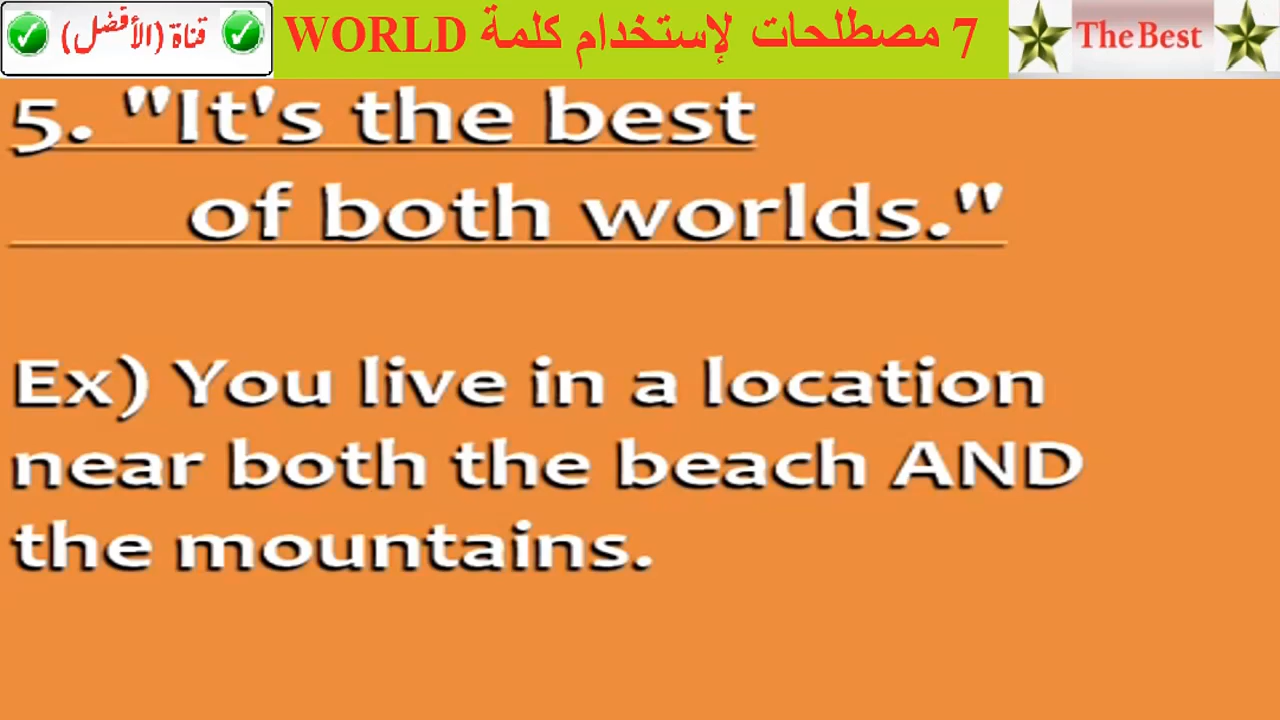 قناة (الأفضل)
7 مصطلحات لإستخدام كلمة WORLD
The Best
5. "It's the best
of both worlds."
Ex) You live in a location
near both the beach AND
the mountains.